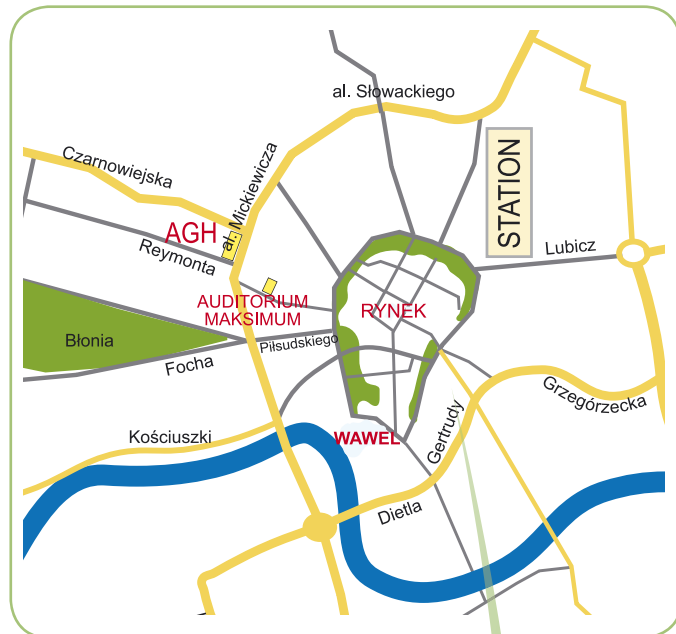 al. Słowackiego
Czarnowiejska
al. Mickiewicza
STATION
AGH
Reymonta
Lubicz
AUDITORIUM
MAKSIMUM
RYNEK
Błonia
Piłsudskiego
Focha
Grzegórzecka
Kościuszki
WAWEL
Gertrudy
Dietla